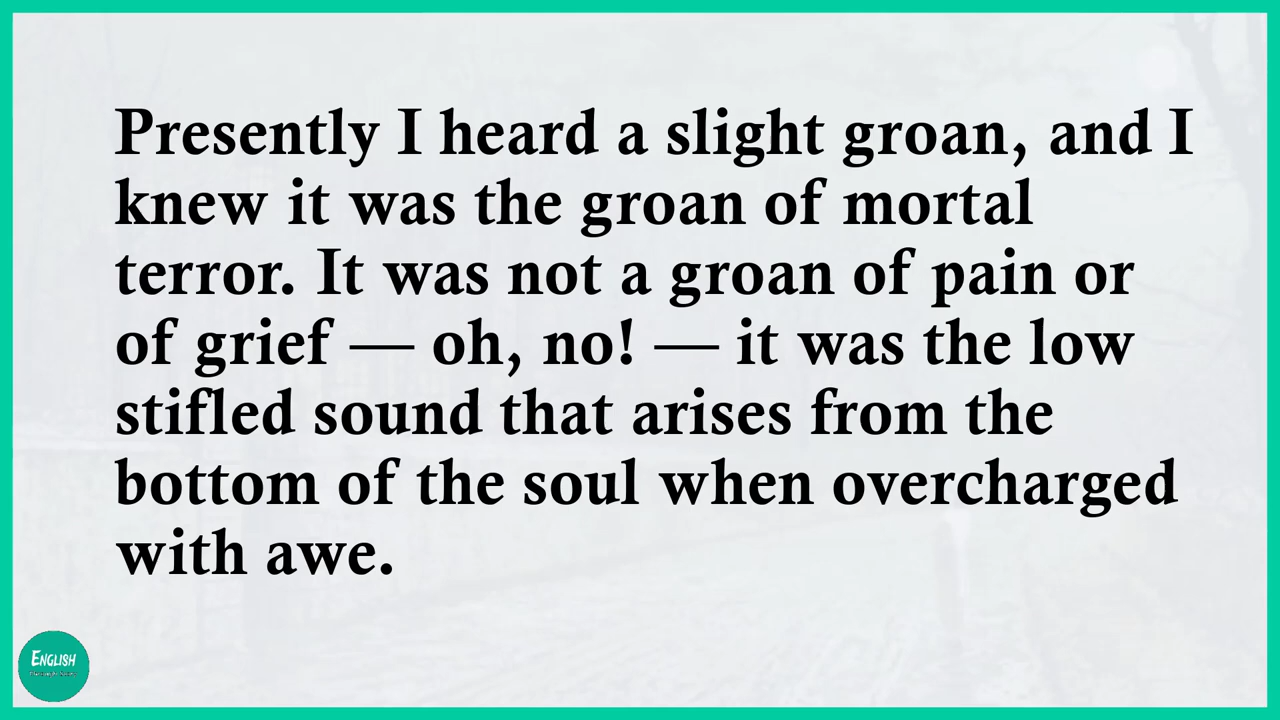 Presently I heard a slight groan, and I
knew it was the groan of mortal
terror. It was not a groan of pain or
of grief — oh, no! — it was the low
stifled sound that arises from the
bottom of the soul when overcharged
with awe.
ENGLISH